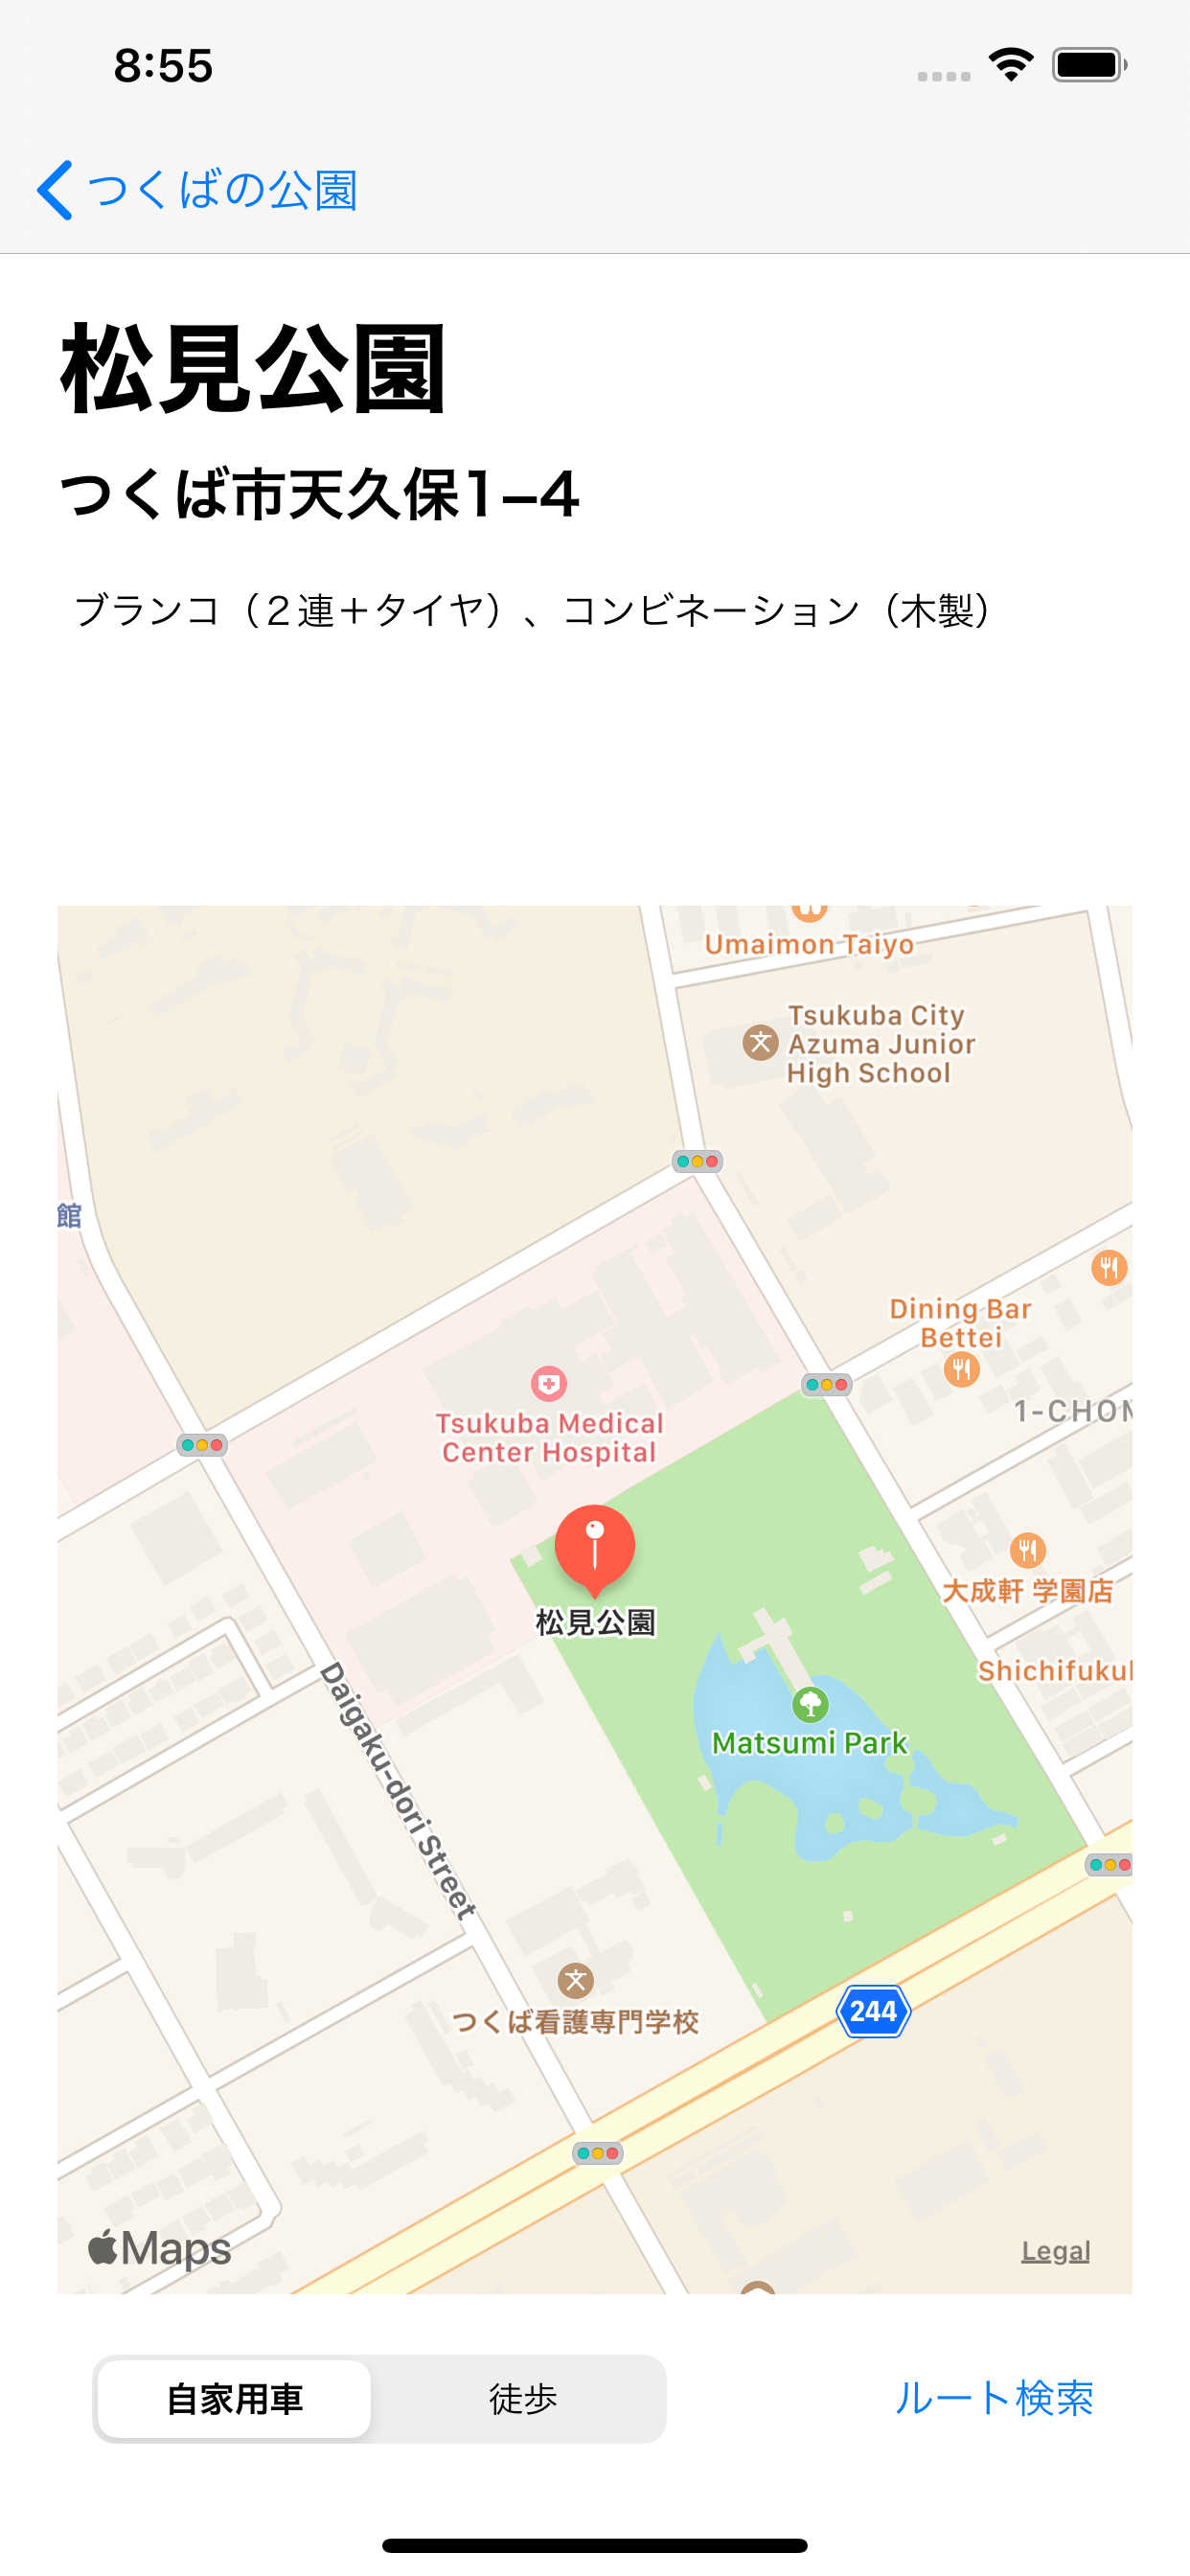 8:55
つくばの公園
松見公園
つくば市天久保1−4
ブランコ（２連＋タイヤ）、コンビネーション（木製）
Umaimon Taiyo
Tsukuba City
Azuma Junior
High School
館
Dining Bar
Bettei
1-CHOM
Tsukuba Medical
Center Hospital
大成軒 学園店
松見公園
Shichifuku
Matsumi Park
Daigaku-dori Street
つくば看護専門学校
244
Maps
Legal
自家用車
徒歩
ルート検索